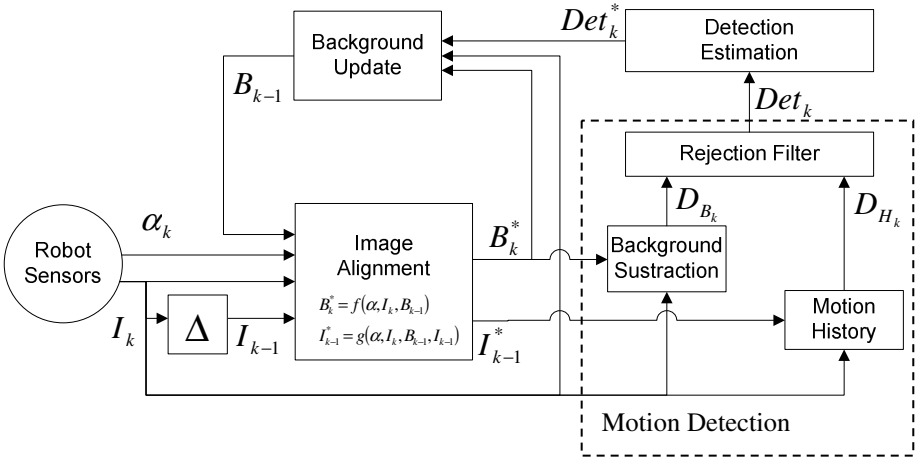 Det*k
Detection
Estimation
Background
Update
Bk−1
Detk
Rejection Filter
DBk
DHk
αk
Robot
Sensors
Image
Alignment
B*k = f(α, Ik, Bk−1)
I*k−1 = g(α, Ik, Bk−1, Ik−1)
B*k
Background
Sustraction
Motion
History
Ik
Δ
Ik−1
I*k−1
Motion Detection